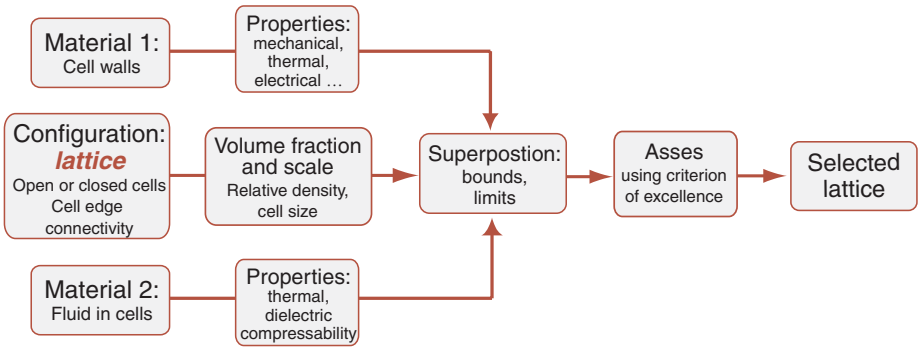 Material 1:
Cell walls
Properties:
mechanical,
thermal,
electrical ...
Configuration:
lattice
Open or closed cells
Cell edge
connectivity
Volume fraction
and scale
Relative density,
cell size
Superpostion:
bounds,
limits
Asses
using criterion
of excellence
Selected
lattice
Material 2:
Fluid in cells
Properties:
thermal,
dielectric
compressability